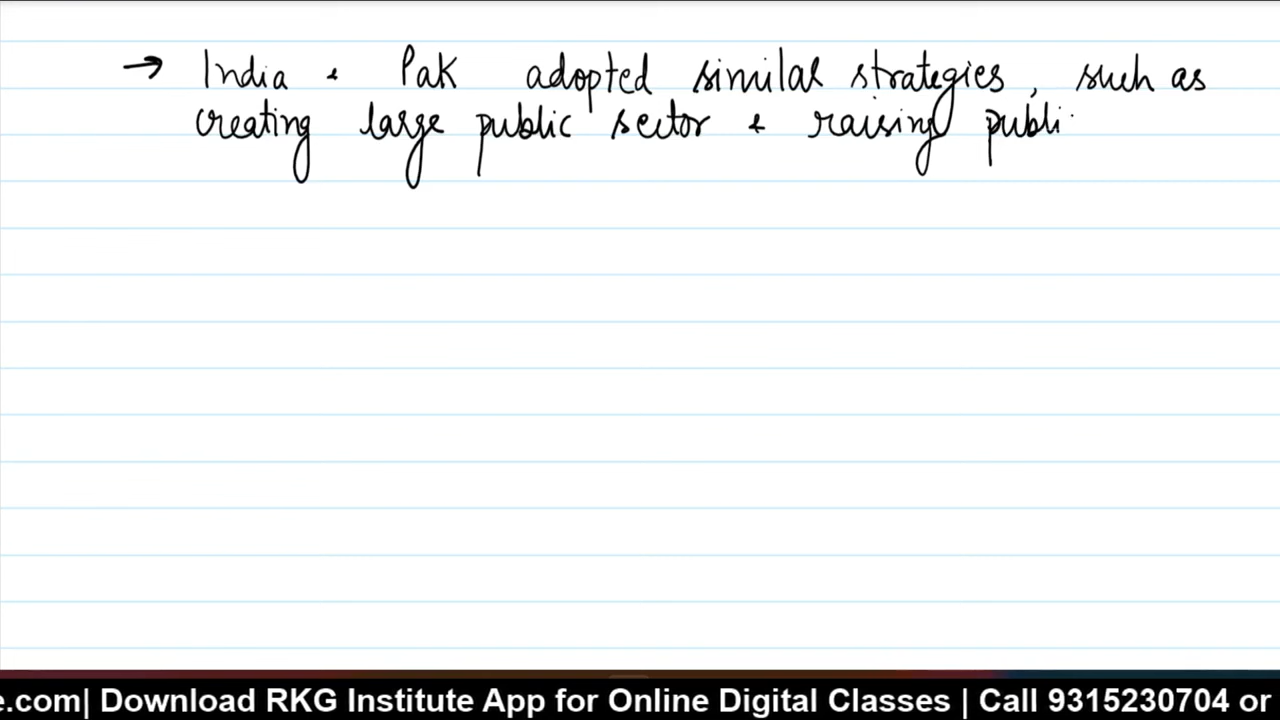 → India & Pak adopted similar strategies, such as
creating large public sector & raising publi
e.com| Download RKG Institute App for Online Digital Classes | Call 9315230704 or